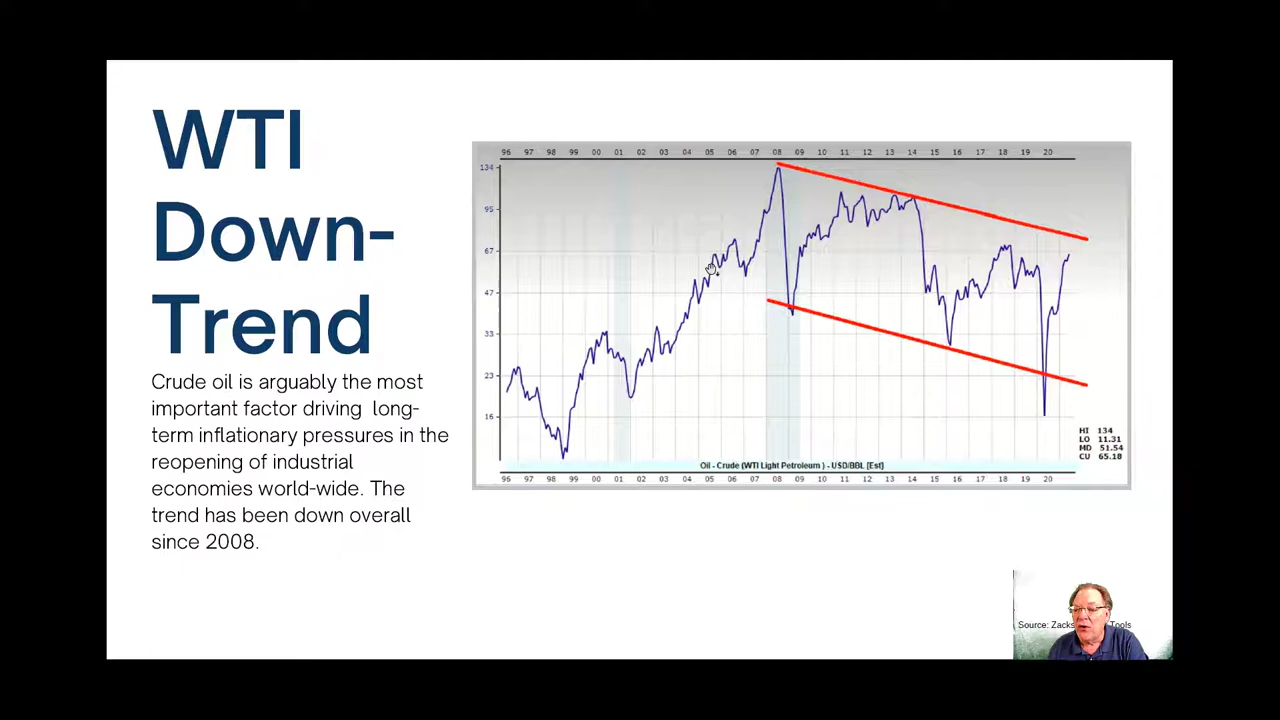 WTI
Down-
Trend
Crude oil is arguably the most
important factor driving long-
term inflationary pressures in the
reopening of industrial
economies world-wide. The
trend has been down overall
since 2008.
96 97 98 99 00 01 02 03 04 05 06 07 08 09 10 11 12 13 14 15 16 17 18 19 20
134
95
67
47
33
23
16
HI 134
LO 11.31
MD 51.54
CU 65.18
Oil - Crude (WTI Light Petroleum ) - USD/BBL [Est]
96 97 98 99 00 01 02 03 04 05 06 07 08 09 10 11 12 13 14 15 16 17 18 19 20
Source: Zacks Tools